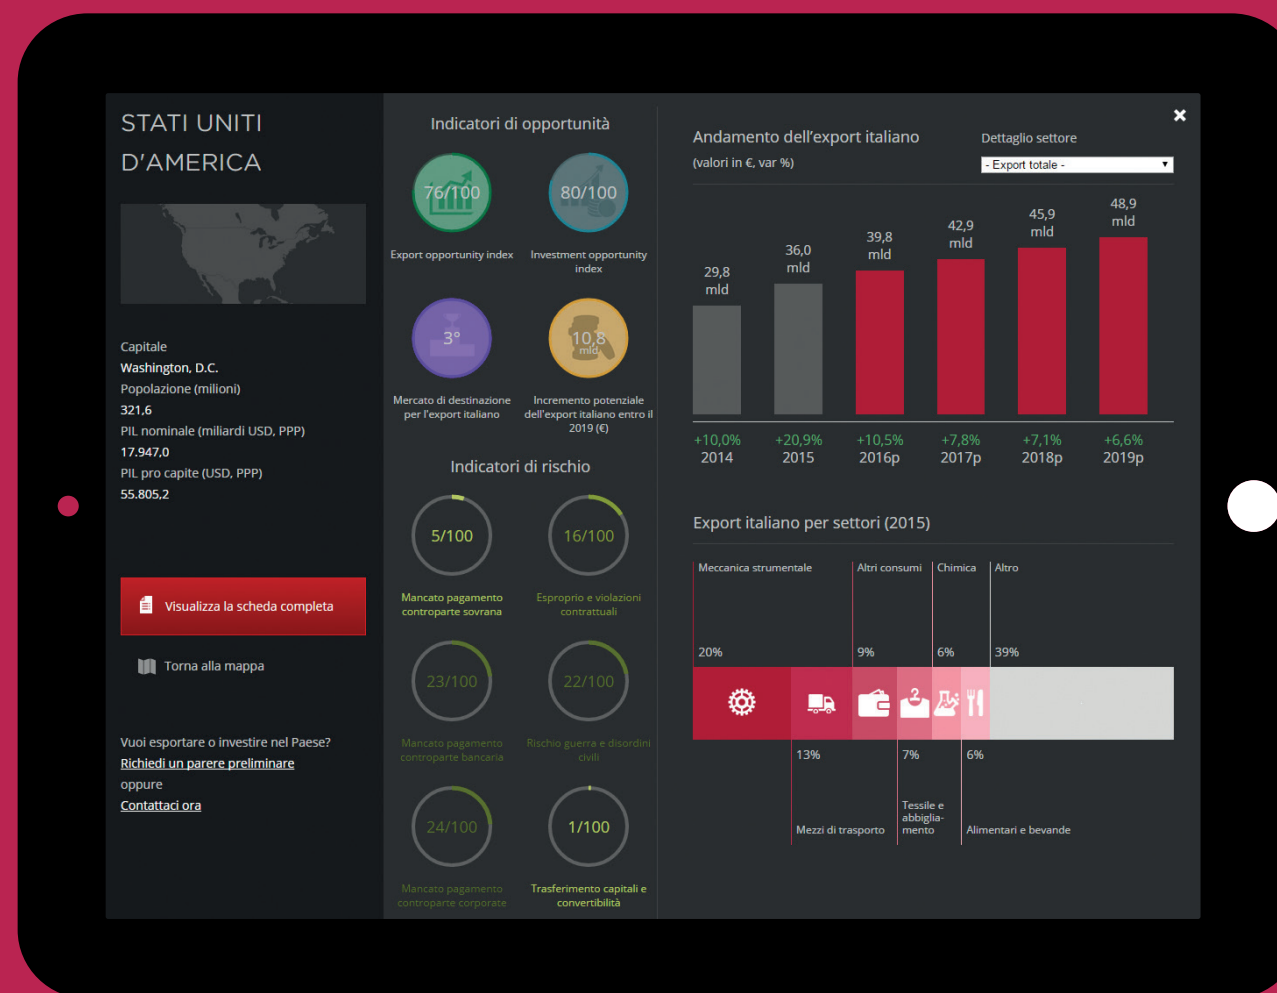 STATI UNITI
D'AMERICA
Capitale
Washington, D.C.
Popolazione (milioni)
321,6
PIL nominale (miliardi USD, PPP)
17.947,0
PIL pro capite (USD, PPP)
55.805,2
Visualizza la scheda completa
Torna alla mappa
Vuoi esportare o investire nel Paese?
Richiedi un parere preliminare
oppure
Contattaci ora
Indicatori di opportunità
76/100
80/100
Export opportunity index
Investment opportunity
index
3°
10,8
mld
Mercato di destinazione
per l'export italiano
Incremento potenziale
dell'export italiano entro il
2019 (€)
Indicatori di rischio
5/100
16/100
Mancato pagamento
controparte sovrana
Esproprio e violazioni
contrattuali
23/100
22/100
Mancato pagamento
controparte bancaria
Rischio guerra e disordini
civili
24/100
1/100
Mancato pagamento
controparte corporate
Trasferimento capitali e
convertibilità
Andamento dell'export italiano
(valori in €, var %)
Dettaglio settore
- Export totale -
29,8
mld
36,0
mld
39,8
mld
42,9
mld
45,9
mld
48,9
mld
+10,0% +20,9% +10,5% +7,8% +7,1% +6,6%
2014 2015 2016p 2017p 2018p 2019p
Export italiano per settori (2015)
Meccanica strumentale
Altri consumi
Chimica
Altro
20% 9% 6% 39%
13% 7% 6%
Mezzi di trasporto
Tessile e
abbiglia-
mento
Alimentari e bevande